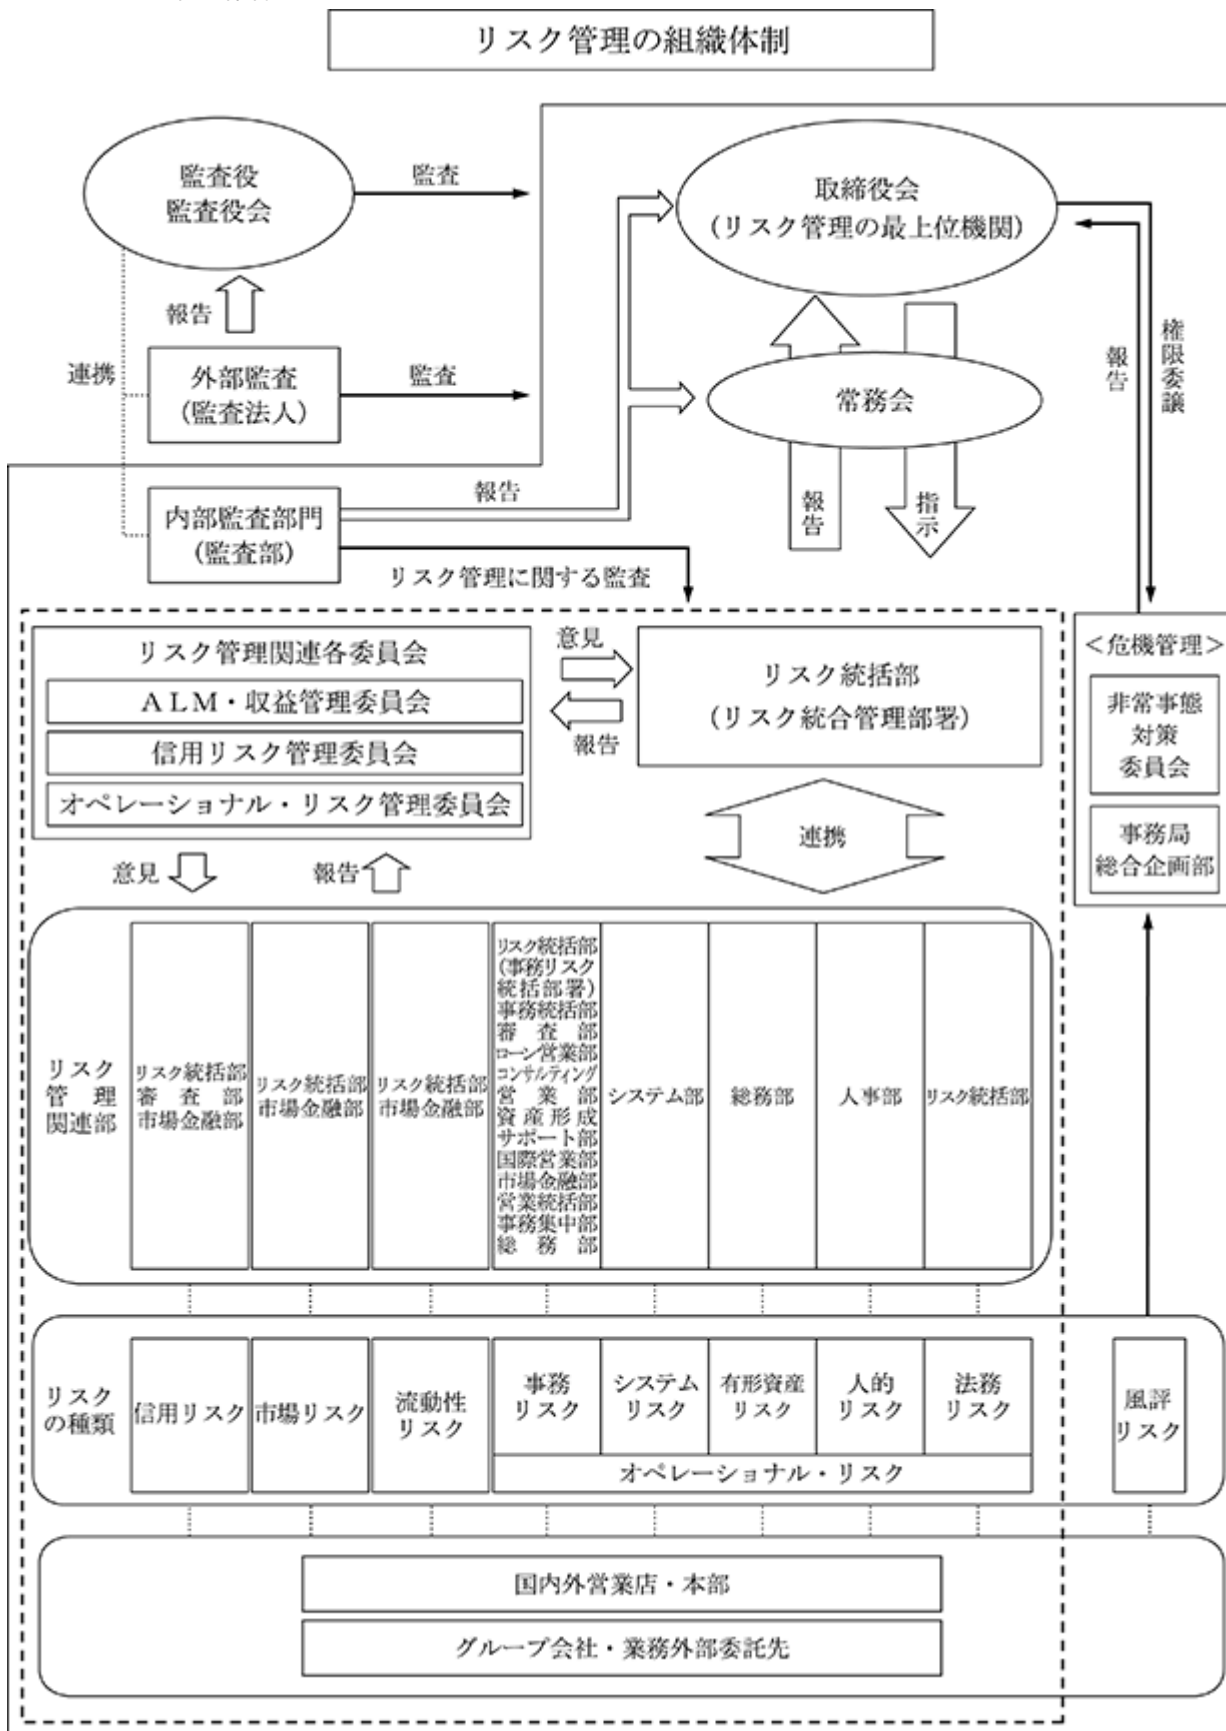 リスク管理の組織体制
監査役
監査役会
監査
取締役会
(リスク管理の最上位機関)
報告
連携
外部監査
(監査法人)
監査
常務会
報告
権限委譲
内部監査部門
(監査部)
報告
報告
指示
リスク管理に関する監査
リスク管理関連各委員会
ALM・収益管理委員会
信用リスク管理委員会
オペレーショナル・リスク管理委員会
意見
報告
リスク統括部
(リスク統合管理部署)
<危機管理>
非常事態
対策
委員会
事務局
総合企画部
連携
意見
報告
リスク
管理
関連部
リスク統括部
審査部
市場金融部
リスク統括部
市場金融部
リスク統括部
市場金融部
リスク統括部
(事務リスク
統括部署)
事務統括部
審査部
ローン営業部
コンサルティング
営業部
資産形成
サポート部
国際営業部
市場金融部
営業統括部
事務集中部
総務部
システム部
総務部
人事部
リスク統括部
リスク
の種類
信用リスク
市場リスク
流動性
リスク
事務
リスク
システム
リスク
有形資産
リスク
人的
リスク
法務
リスク
オペレーショナル・リスク
風評
リスク
国内外営業店・本部
グループ会社・業務外部委託先